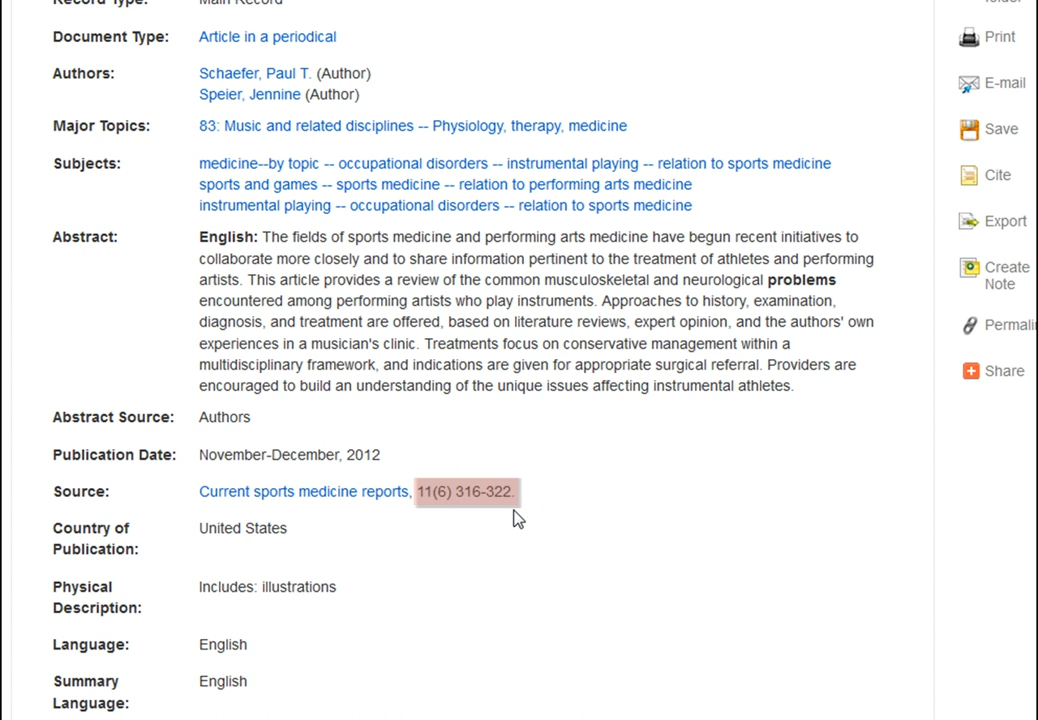 Record Type: Main Record
folder
Document Type: Article in a periodical
Print
Authors: Schaefer, Paul T. (Author)
Speier, Jennine (Author)
E-mail
Major Topics: 83: Music and related disciplines -- Physiology, therapy, medicine
Save
Subjects: medicine--by topic -- occupational disorders -- instrumental playing -- relation to sports medicine
sports and games -- sports medicine -- relation to performing arts medicine
instrumental playing -- occupational disorders -- relation to sports medicine
Cite
Export
Abstract: English: The fields of sports medicine and performing arts medicine have begun recent initiatives to
collaborate more closely and to share information pertinent to the treatment of athletes and performing
artists. This article provides a review of the common musculoskeletal and neurological problems
encountered among performing artists who play instruments. Approaches to history, examination,
diagnosis, and treatment are offered, based on literature reviews, expert opinion, and the authors' own
experiences in a musician's clinic. Treatments focus on conservative management within a
multidisciplinary framework, and indications are given for appropriate surgical referral. Providers are
encouraged to build an understanding of the unique issues affecting instrumental athletes.
Create
Note
Permali
Share
Abstract Source: Authors
Publication Date: November-December, 2012
Source: Current sports medicine reports, 11(6) 316-322.
Country of
Publication: United States
Physical
Description: Includes: illustrations
Language: English
Summary
Language: English